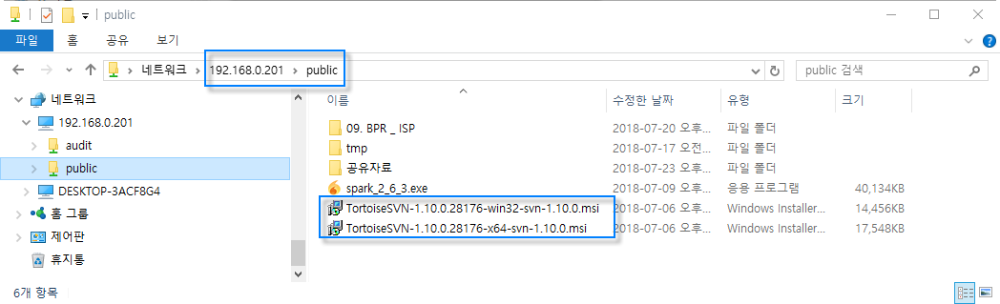 public
파일 홈 공유 보기
네트워크 192.168.0.201 public public 검색
네트워크
192.168.0.201
audit
public
DESKTOP-3ACF8G4
홈 그룹
제어판
휴지통
이름 수정한 날짜 유형 크기
09. BPR _ ISP 2018-07-20 오후... 파일 폴더
tmp 2018-07-17 오전... 파일 폴더
공유자료 2018-07-23 오후... 파일 폴더
spark_2_6_3.exe 2018-07-09 오후... 응용 프로그램 40,134KB
TortoiseSVN-1.10.0.28176-win32-svn-1.10.0.msi 2018-07-06 오후... Windows Installer... 14,456KB
TortoiseSVN-1.10.0.28176-x64-svn-1.10.0.msi 2018-07-06 오후... Windows Installer... 17,548KB
6개 항목